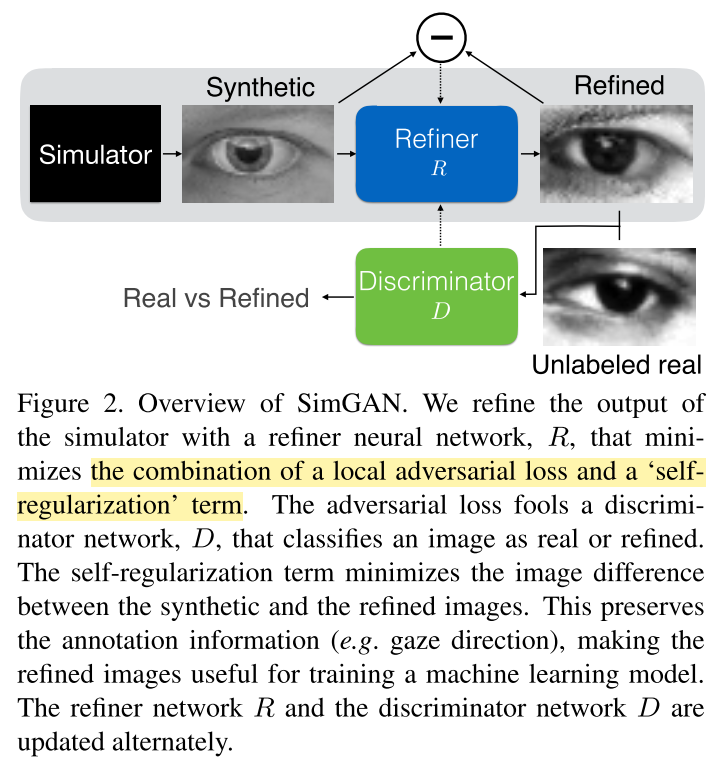 Synthetic
Refined
Simulator
Refiner
R
Discriminator
D
Real vs Refined
Unlabeled real
Figure 2. Overview of SimGAN. We refine the output of
the simulator with a refiner neural network, R, that mini-
mizes the combination of a local adversarial loss and a ‘self-
regularization’ term. The adversarial loss fools a discrimi-
nator network, D, that classifies an image as real or refined.
The self-regularization term minimizes the image difference
between the synthetic and the refined images. This preserves
the annotation information (e.g. gaze direction), making the
refined images useful for training a machine learning model.
The refiner network R and the discriminator network D are
updated alternately.